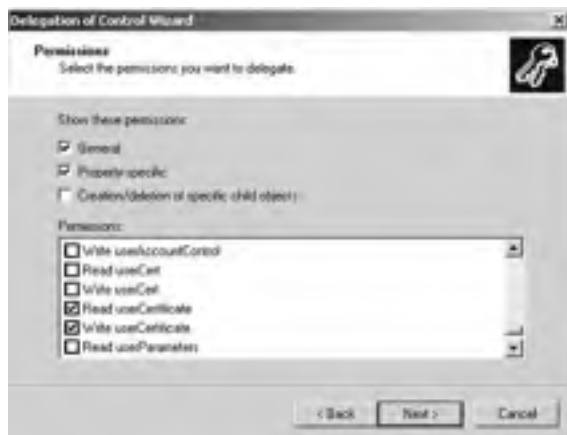 Delegation of Control Wizard
Permissions
Select the permissions you want to delegate.
Show these permissions:
General
Property-specific
Creation/deletion of specific child objects
Permissions:
Write userAccountControl
Read userCert
Write userCert
Read userCertificate
Write userCertificate
Read userParameters
< Back
Next >
Cancel